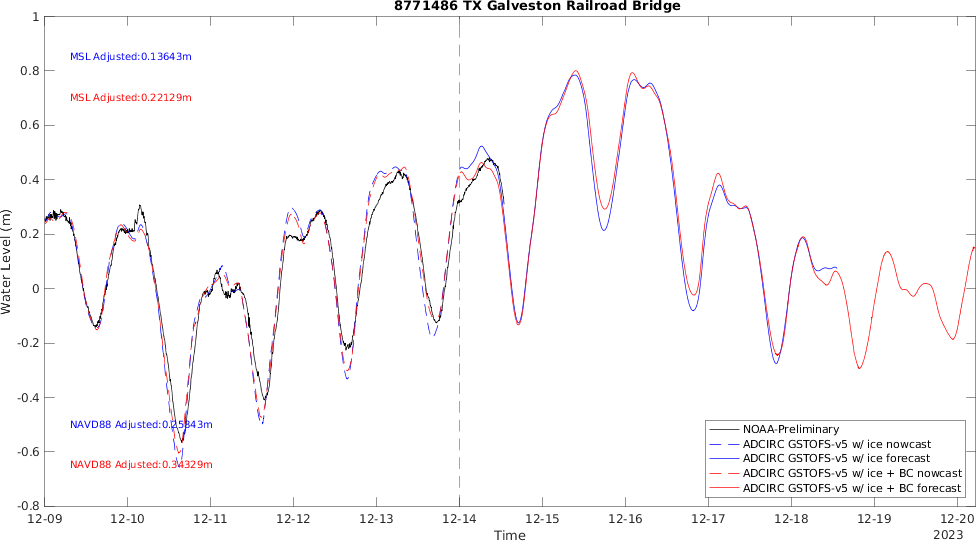 8771486 TX Galveston Railroad Bridge
1
0.8
0.6
0.4
0.2
0
-0.2
-0.4
-0.6
-0.8
Water Level (m)
MSL Adjusted:0.13643m
MSL Adjusted:0.22129m
NAVD88 Adjusted:0.25843m
NAVD88 Adjusted:0.34329m
NOAA-Preliminary
ADCIRC GSTOFS-v5 w/ ice nowcast
ADCIRC GSTOFS-v5 w/ ice forecast
ADCIRC GSTOFS-v5 w/ ice + BC nowcast
ADCIRC GSTOFS-v5 w/ ice + BC forecast
12-09 12-10 12-11 12-12 12-13 12-14 12-15 12-16 12-17 12-18 12-19 12-20
Time
2023